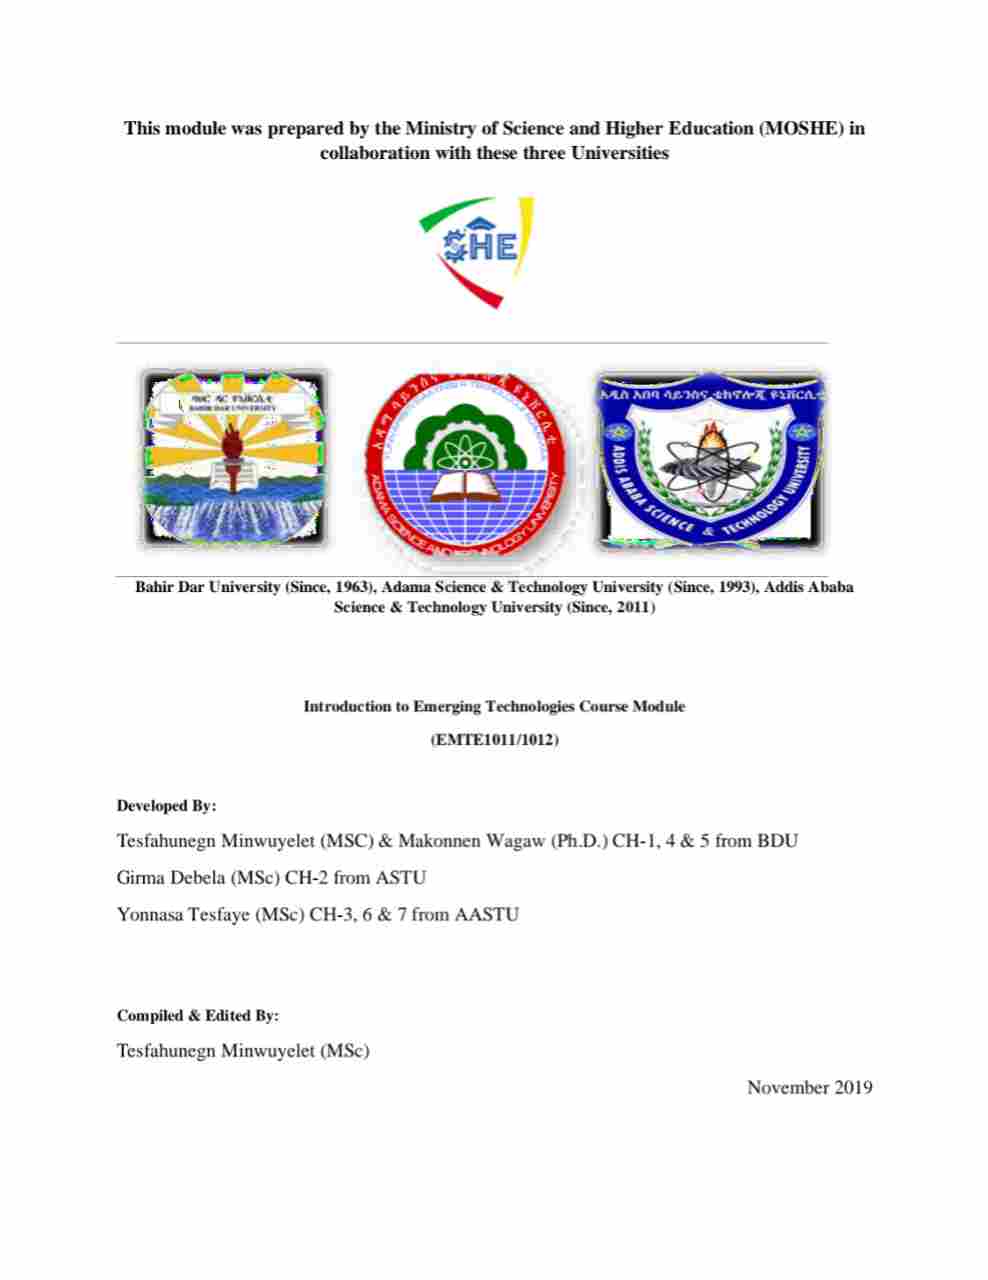 This module was prepared by the Ministry of Science and Higher Education (MOSHE) in
collaboration with these three Universities
SHE
ባሕር ዳር ዩኒቨርሲቲ
BAHIR DAR UNIVERSITY
አዳማ ሳይንስና ቴክኖሎጂ ዩኒቨርሲቲ
ADAMA SCIENCE AND TECHNOLOGY UNIVERSITY
አዲስ አበባ ሳይንስና ቴክኖሎጂ ዩኒቨርሲቲ
ADDIS ABABA SCIENCE & TECHNOLOGY UNIVERSITY
Bahir Dar University (Since, 1963), Adama Science & Technology University (Since, 1993), Addis Ababa
Science & Technology University (Since, 2011)
Introduction to Emerging Technologies Course Module
(EMTE1011/1012)
Developed By:
Tesfahunegn Minwuyelet (MSC) & Makonnen Wagaw (Ph.D.) CH-1, 4 & 5 from BDU
Girma Debela (MSc) CH-2 from ASTU
Yonnasa Tesfaye (MSc) CH-3, 6 & 7 from AASTU
Compiled & Edited By:
Tesfahunegn Minwuyelet (MSc)
November 2019